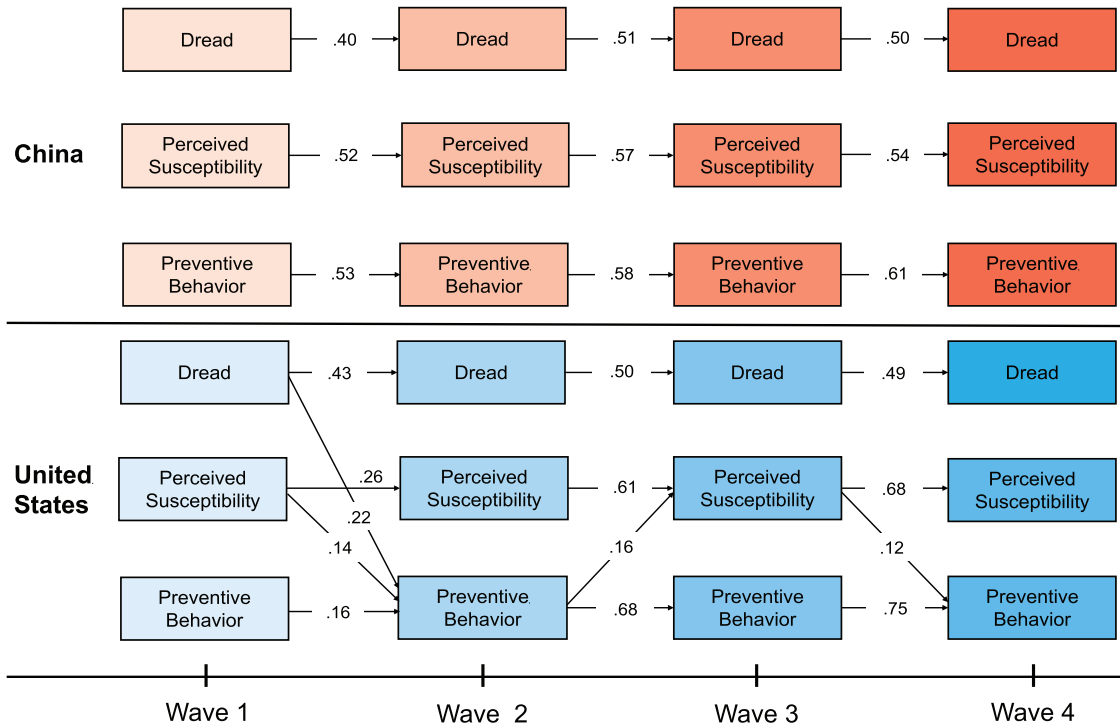 Dread .40 Dread .51 Dread .50 Dread
China
Perceived Perceived Perceived Perceived
Susceptibility .52 Susceptibility .57 Susceptibility .54 Susceptibility
Preventive Preventive Preventive Preventive
Behavior .53 Behavior .58 Behavior .61 Behavior
Dread .43 Dread .50 Dread .49 Dread
United
States
Perceived .26 Perceived Perceived Perceived
Susceptibility Susceptibility .61 Susceptibility .68 Susceptibility
.22
.14 .16 .12
Preventive Preventive Preventive Preventive
Behavior .16 Behavior .68 Behavior .75 Behavior
Wave 1 Wave 2 Wave 3 Wave 4